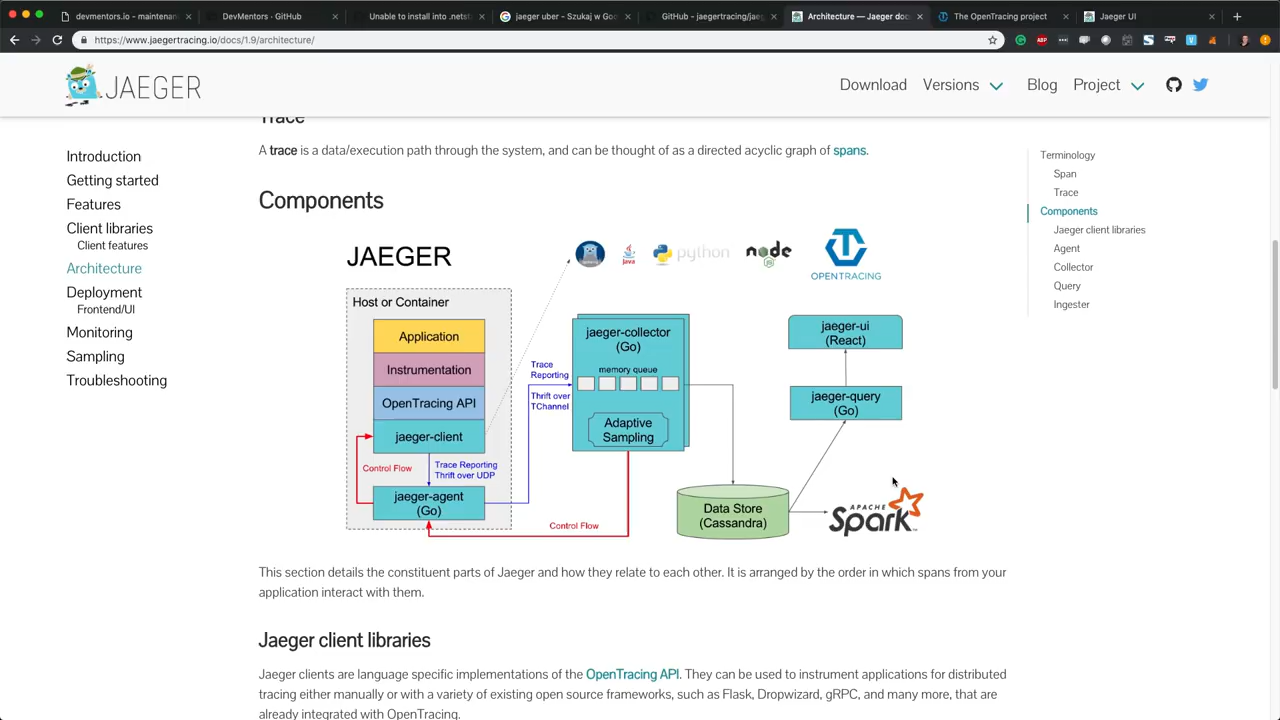 devmentors.io - maintenanc
DevMentors · GitHub
Unable to install into .netsta
jaeger uber - Szukaj w Goo
GitHub - jaegertracing/jaeg
Architecture — Jaeger doc
The OpenTracing project
Jaeger UI
https://www.jaegertracing.io/docs/1.9/architecture/
JAEGER
Download
Versions
Blog
Project
Introduction
Getting started
Features
Client libraries
Client features
Architecture
Deployment
Frontend/UI
Monitoring
Sampling
Troubleshooting
Trace
A trace is a data/execution path through the system, and can be thought of as a directed acyclic graph of spans.
Components
JAEGER
Java
python
node
JS
OPENTRACING
Host or Container
Application
Instrumentation
OpenTracing API
jaeger-client
Control Flow
Trace Reporting
Thrift over UDP
jaeger-agent
(Go)
Trace
Reporting
Thrift over
TChannel
jaeger-collector
(Go)
memory queue
Adaptive
Sampling
Control Flow
Data Store
(Cassandra)
jaeger-ui
(React)
jaeger-query
(Go)
APACHE
Spark
This section details the constituent parts of Jaeger and how they relate to each other. It is arranged by the order in which spans from your
application interact with them.
Jaeger client libraries
Jaeger clients are language specific implementations of the OpenTracing API. They can be used to instrument applications for distributed
tracing either manually or with a variety of existing open source frameworks, such as Flask, Dropwizard, gRPC, and many more, that are
already integrated with OpenTracing.
Terminology
Span
Trace
Components
Jaeger client libraries
Agent
Collector
Query
Ingester